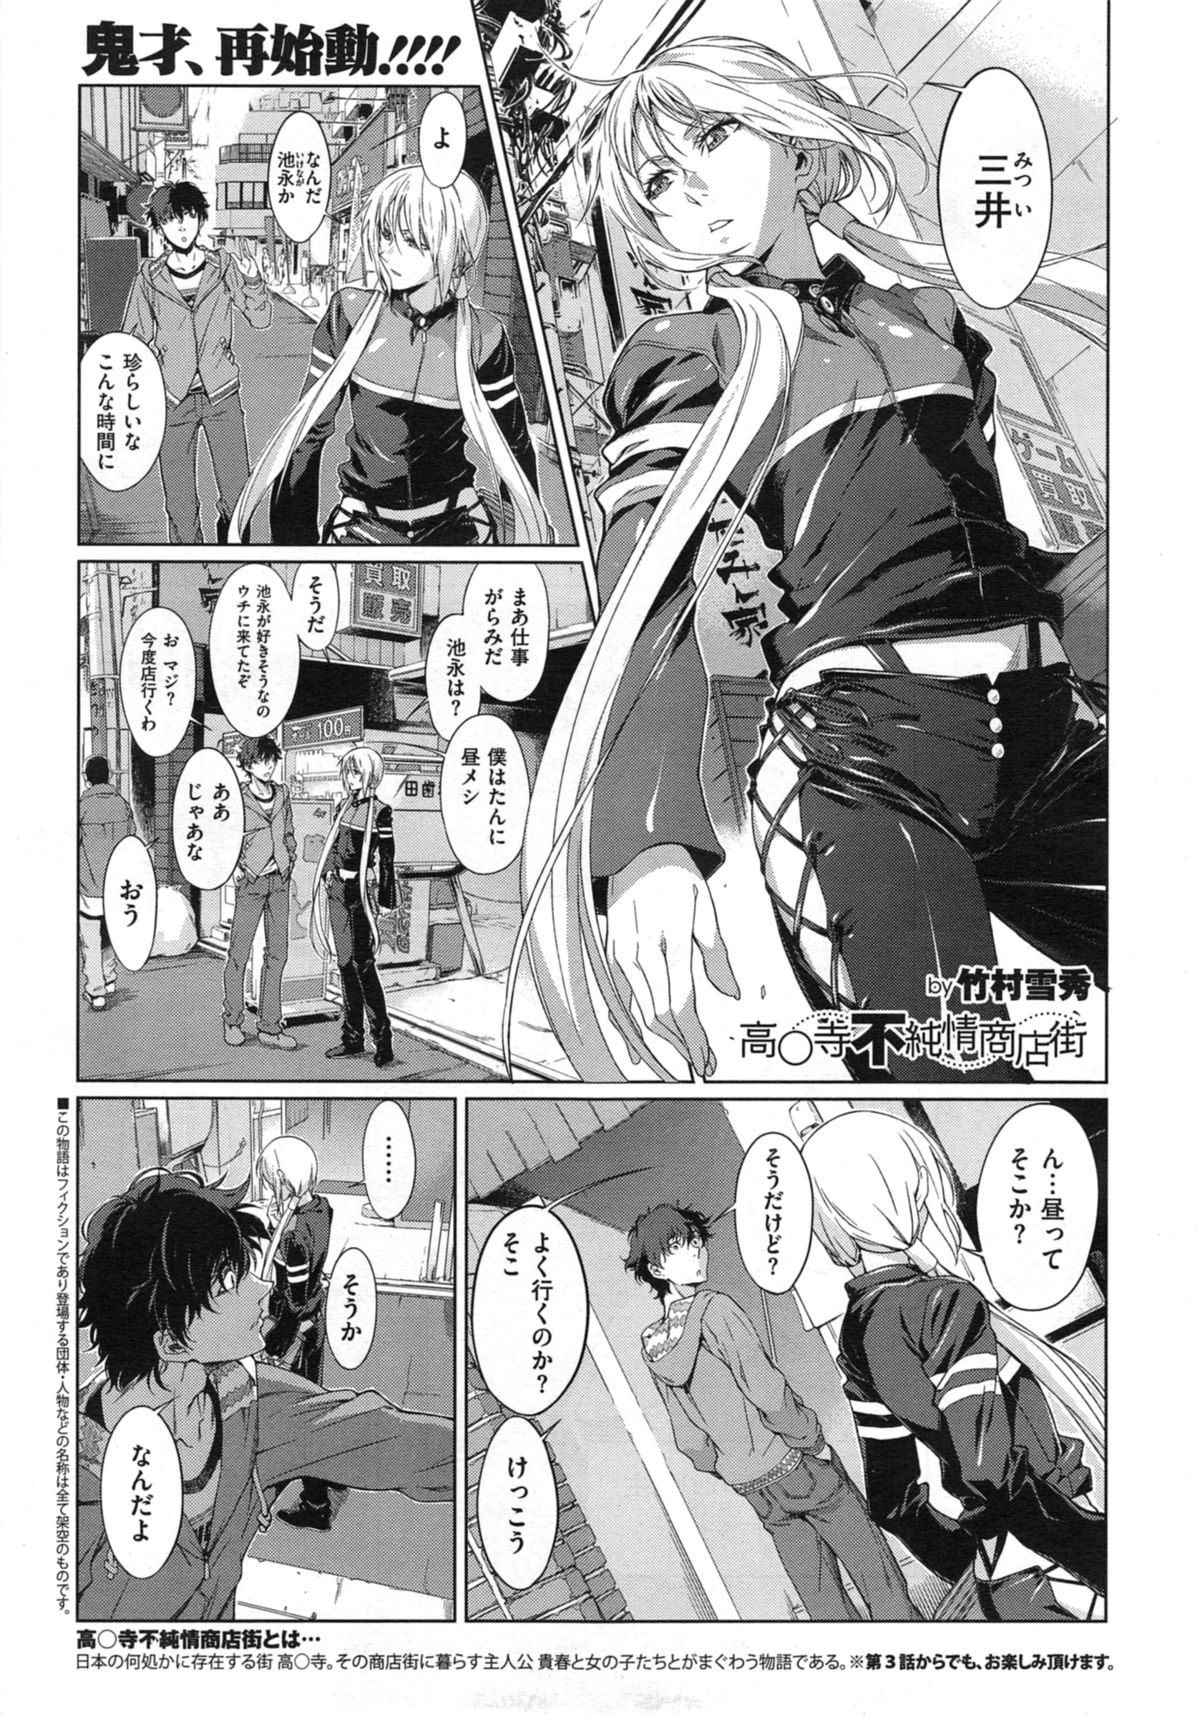 鬼才、再始動!!!!
三井
みつい
よ
なんだ
池永か
いけなが
珍らしいな
こんな時間に
ゲーム
買取
by 竹村雪秀
高○寺不純情商店街
まあ仕事
がらみだ
池永は?
僕はたんに
昼メシ
そうだ
池永が好きそうなの
ウチに来てたぞ
お マジ?
今度店行くわ
ああ
じゃあな
おう
買取
販売
100
田歯
ん…昼って
そこか?
そうだけど?
よく行くのか?
そこ
けっこう
……
そうか
なんだよ
■この物語はフィクションであり登場する団体・人物などの名称は全て架空のものです。
高○寺不純情商店街とは…
日本の何処かに存在する街 高○寺。その商店街に暮らす主人公 貴春と女の子たちとがまぐわう物語である。※第3話からでも、お楽しみ頂けます。